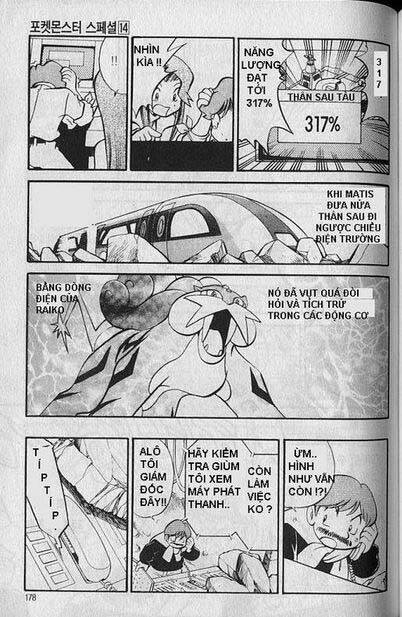 포켓몬스터 스페셜 14
!!
NHÌN
KÌA !!
NĂNG
LƯỢNG
ĐẠT
TỚI
317%
THÂN SAU TÀU
317%
317
KHI MATIS
ĐƯA NỬA
THÂN SAU ĐI
NGƯỢC CHIỀU
ĐIỆN TRƯỜNG
BẰNG DÒNG
ĐIỆN CỦA
RAIKO
NÓ ĐÃ VỤT QUÁ ĐÒI
HỎI VÀ TÍCH TRỮ
TRONG CÁC ĐỘNG CƠ
TÍP
TÍP
ALÔ
TÔI
GIÁM
ĐỐC
ĐÂY!!
HÃY KIỂM
TRA GIÙM
TÔI XEM
MÁY PHÁT
THANH..
CÒN
LÀM
VIỆC
KO ?
ỪM..
HÌNH
NHƯ VẪN
CÒN !?!
178